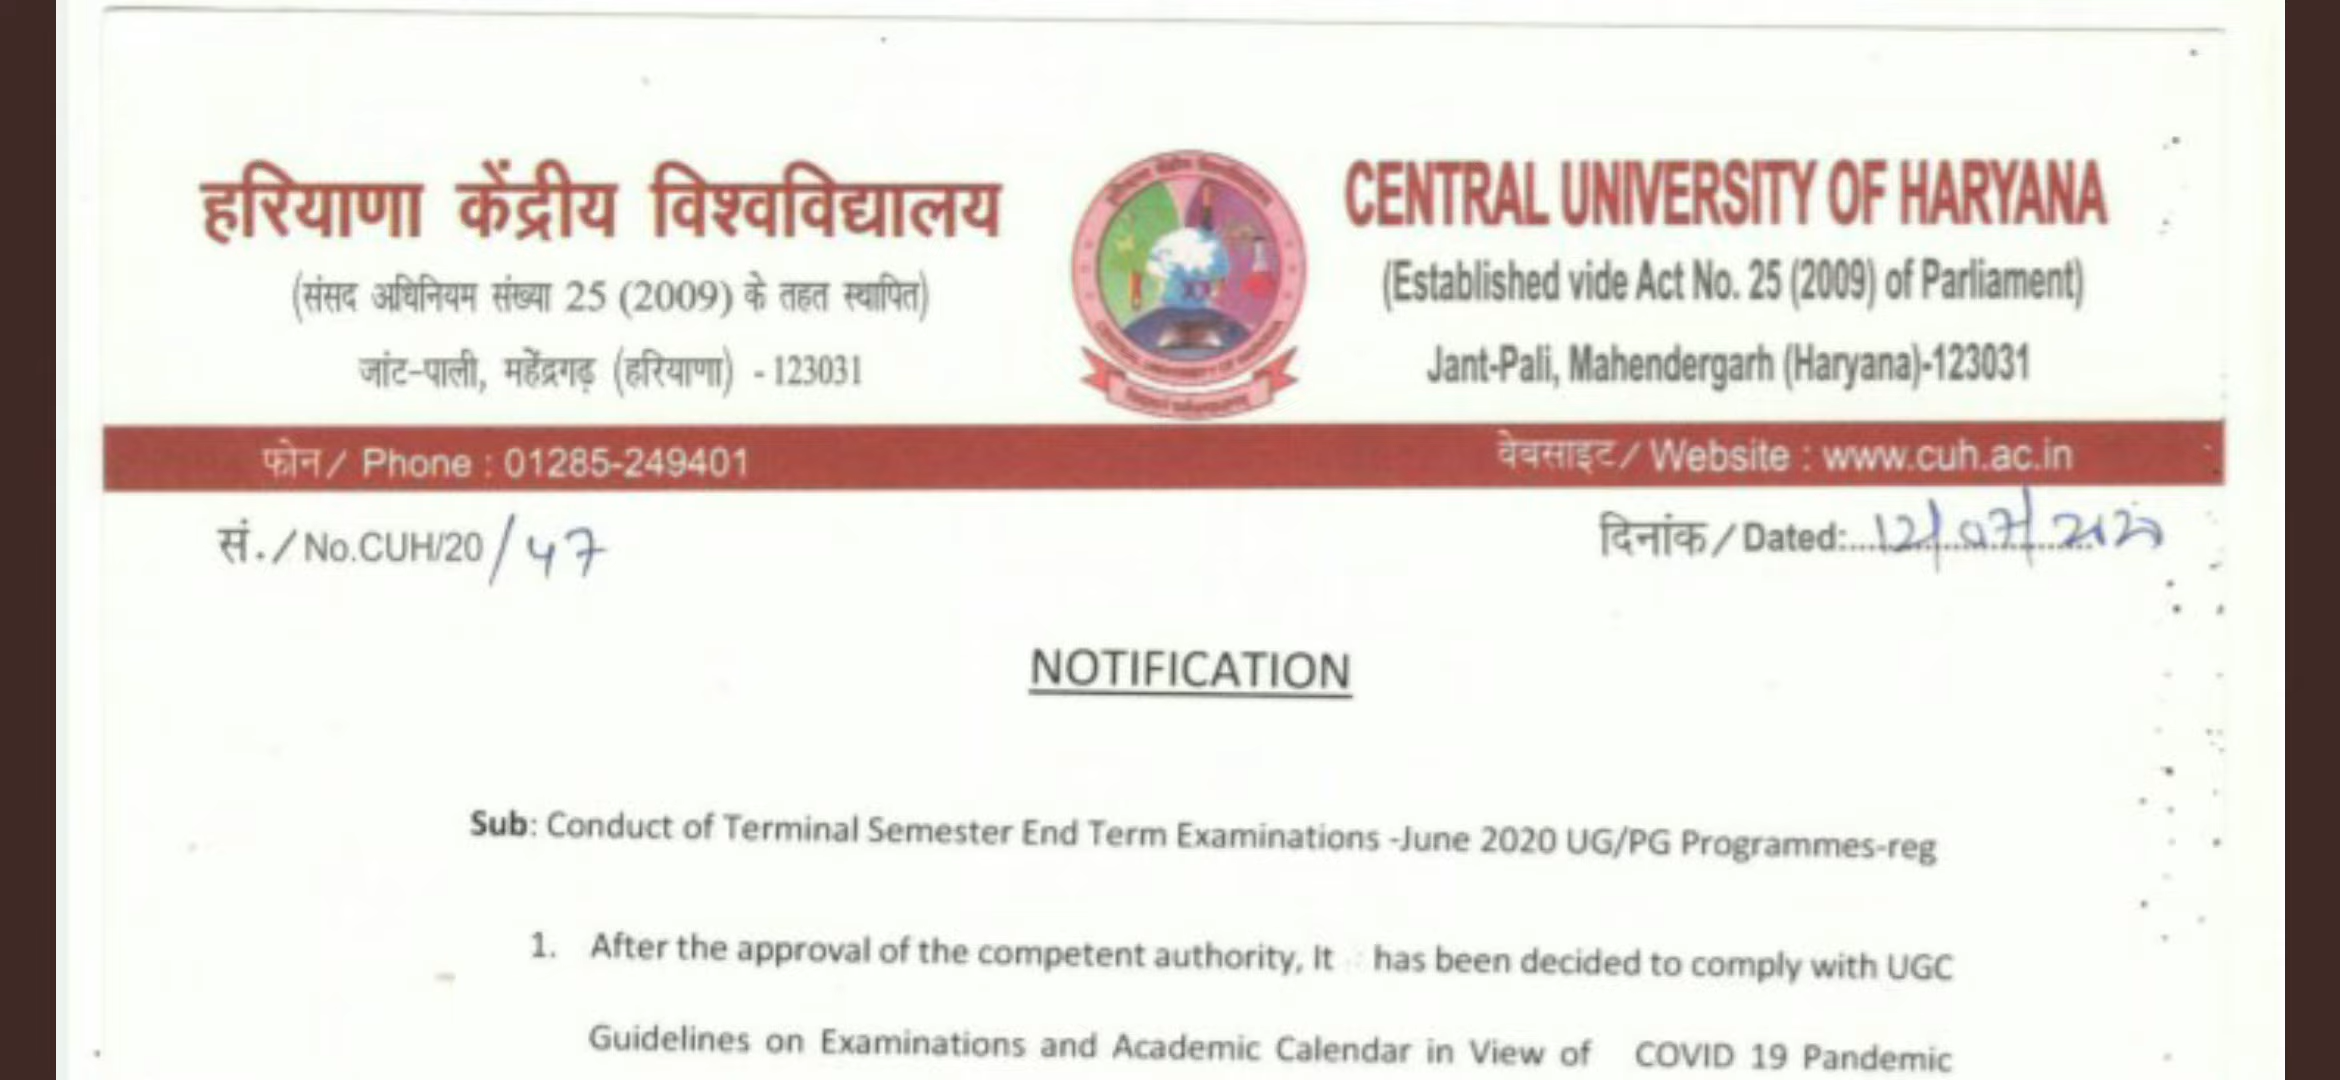 हरियाणा केंद्रीय विश्वविद्यालय
(संसद अधिनियम संख्या 25 (2009) के तहत स्थापित)
जांट-पाली, महेंद्रगढ़ (हरियाणा) - 123031
CENTRAL UNIVERSITY OF HARYANA
(Established vide Act No. 25 (2009) of Parliament)
Jant-Pali, Mahendergarh (Haryana)-123031
फोन / Phone : 01285-249401
वेबसाइट / Website : www.cuh.ac.in
सं. / No.CUH/20/47
दिनांक / Dated:...12/07/2020
NOTIFICATION
Sub: Conduct of Terminal Semester End Term Examinations -June 2020 UG/PG Programmes-reg
1. After the approval of the competent authority, It has been decided to comply with UGC
Guidelines on Examinations and Academic Calendar in View of COVID 19 Pandemic